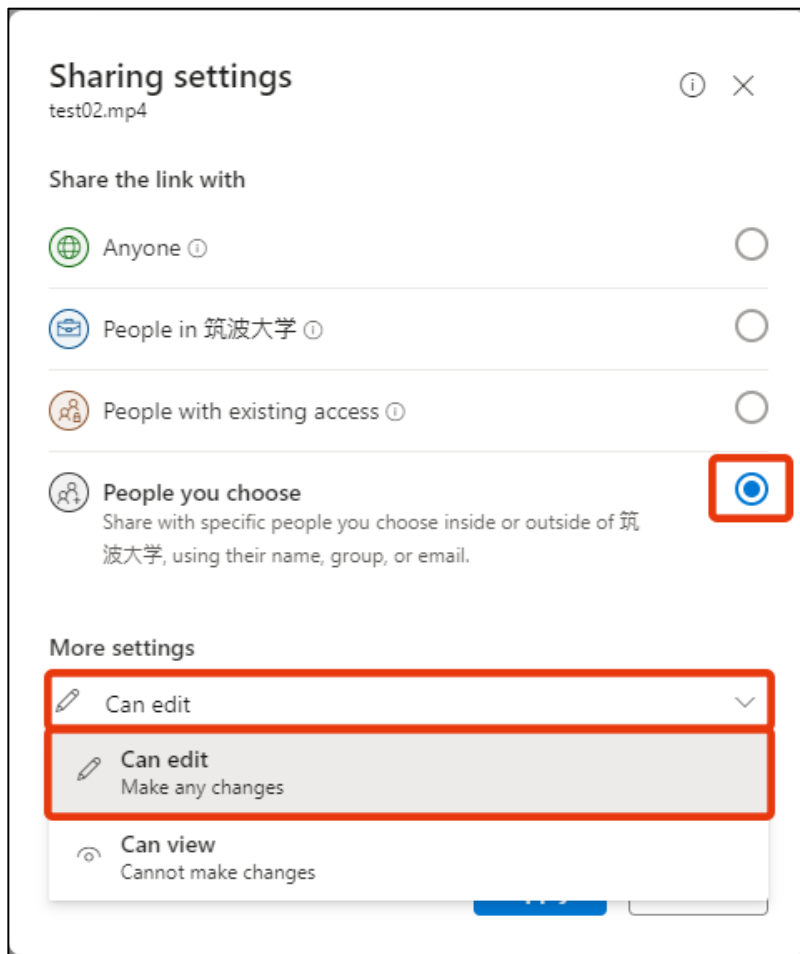 Sharing settings
test02.mp4
Share the link with
Anyone
People in 筑波大学
People with existing access
People you choose
Share with specific people you choose inside or outside of 筑
波大学, using their name, group, or email.
More settings
Can edit
Can edit
Make any changes
Can view
Cannot make changes